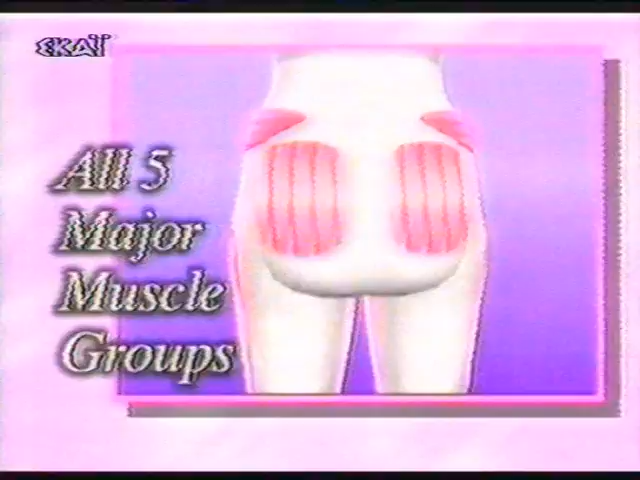 ΣΚΑΪ
All 5
Major
Muscle
Groups